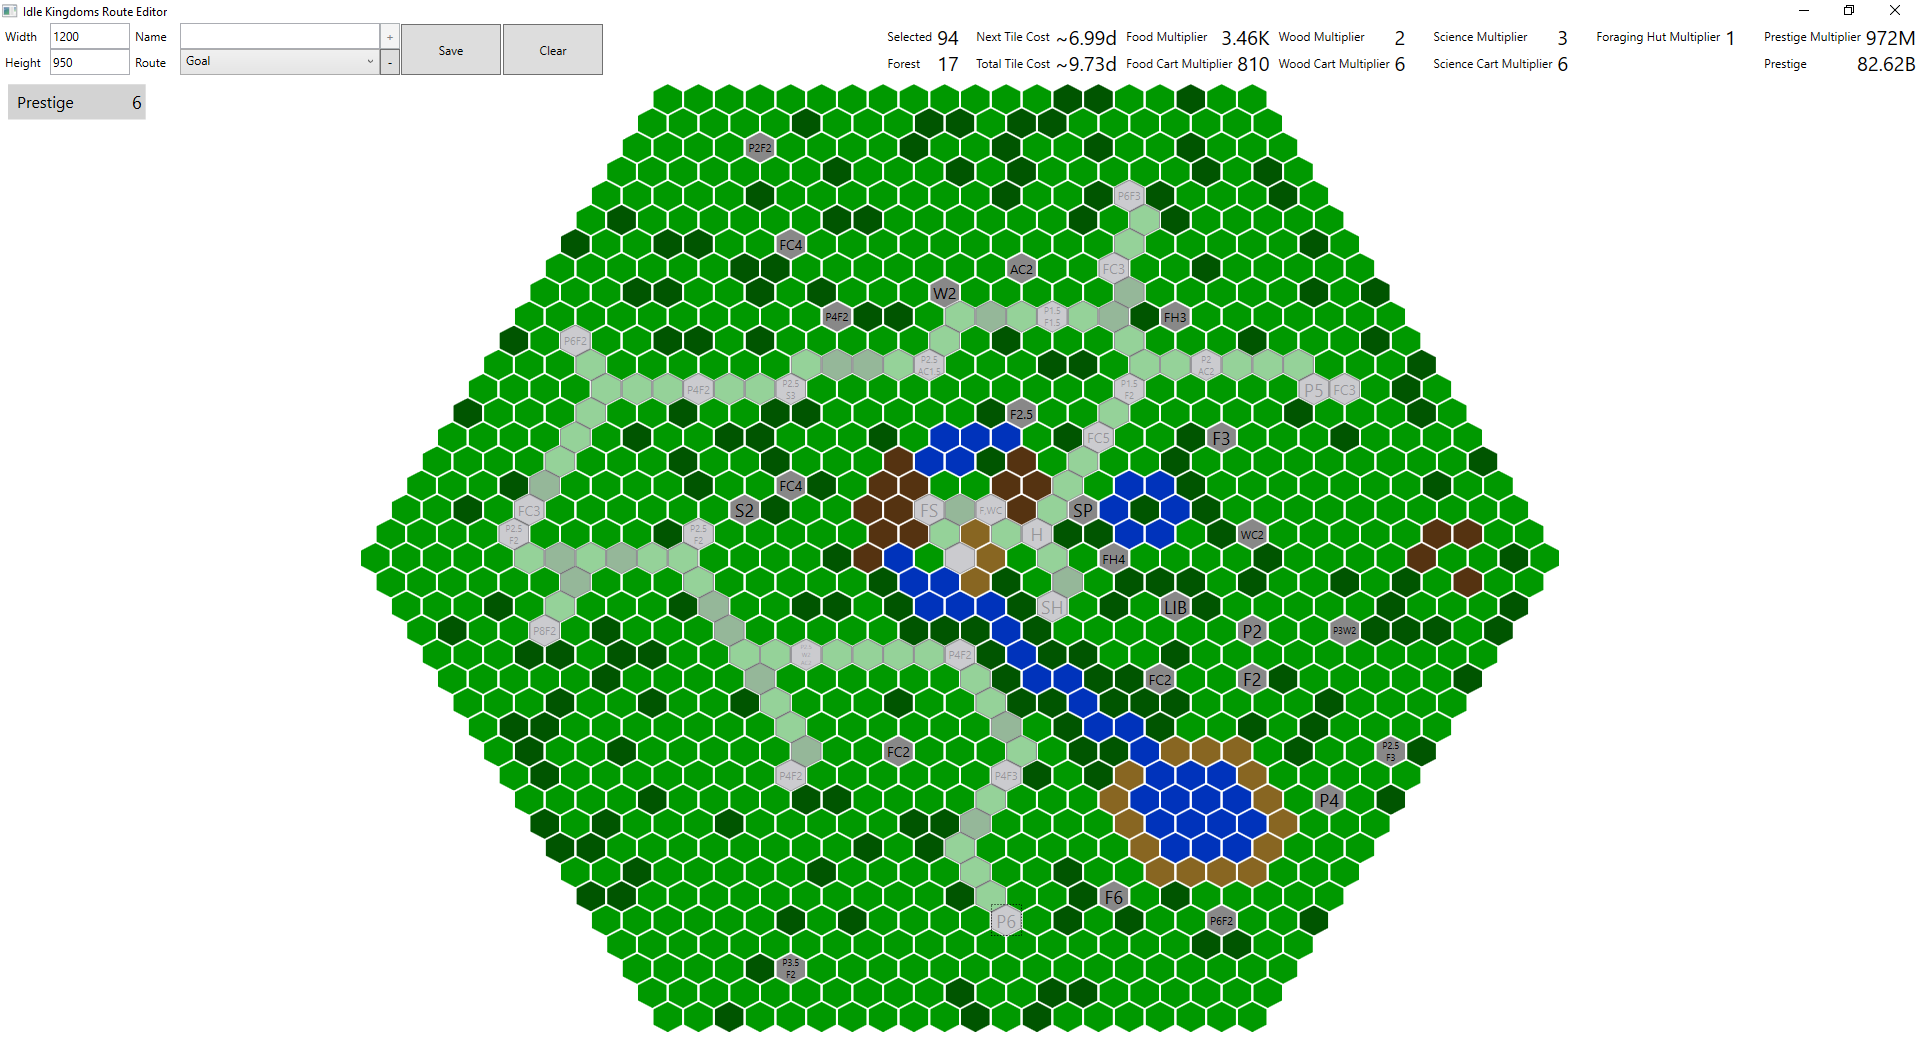 Idle Kingdoms Route Editor
Width 1200 Name + Save Clear
Height 950 Route Goal -
Selected 94 Next Tile Cost ~6.99d Food Multiplier 3.46K Wood Multiplier 2 Science Multiplier 3 Foraging Hut Multiplier 1 Prestige Multiplier 972M
Forest 17 Total Tile Cost ~9.73d Food Cart Multiplier 810 Wood Cart Multiplier 6 Science Cart Multiplier 6 Prestige 82.62B
Prestige 6
P2F2
P6F3
FC4
AC2
FC3
W2
P4F2
P1.5
F1.5
FH3
P6F2
P2.5
AC1.5
P2
AC2
P4F2
P2.5
S3
P1.5
F2
P5
FC3
F2.5
FC5
F3
FC4
FC3
S2
FS
F,WC
SP
P2.5
F2
P2.5
F2
H
WC2
FH4
SH
LIB
P8F2
P2
P3W2
P4F2
FC2
F2
FC2
P2.5
F3
P4F2
P4F3
P4
F6
P6
P6F2
P3.5
F2